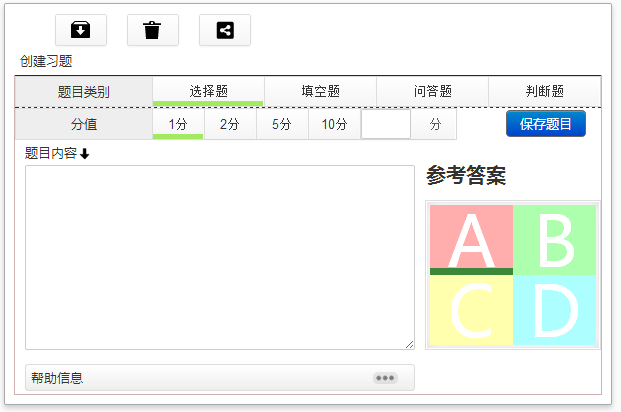 创建习题
题目类别 选择题 填空题 问答题 判断题
分值 1分 2分 5分 10分 分 保存题目
题目内容
参考答案
A B
C D
帮助信息